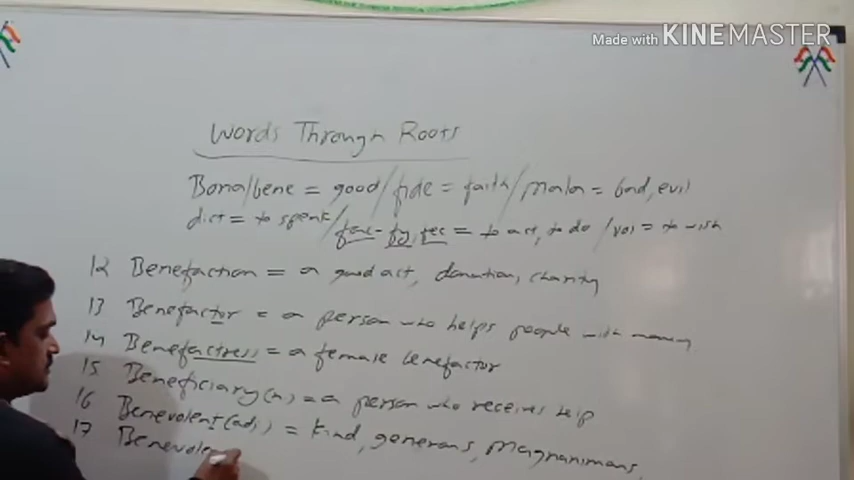 Made with KINEMASTER
Words Through Roots
Bona/bene = good/fide = faith/mala = bad, evil
dict = to speak/fac-fy, fec = to act, to do/vol = to wish
12 Benefaction = a good act, donation, charity
13 Benefactor = a person who helps people with money
14 Benefactress = a female benefactor
15 Beneficiary(n) = a person who receives help
16 Benevolent(adj) = kind, generous, magnanimous,
17 Benevole